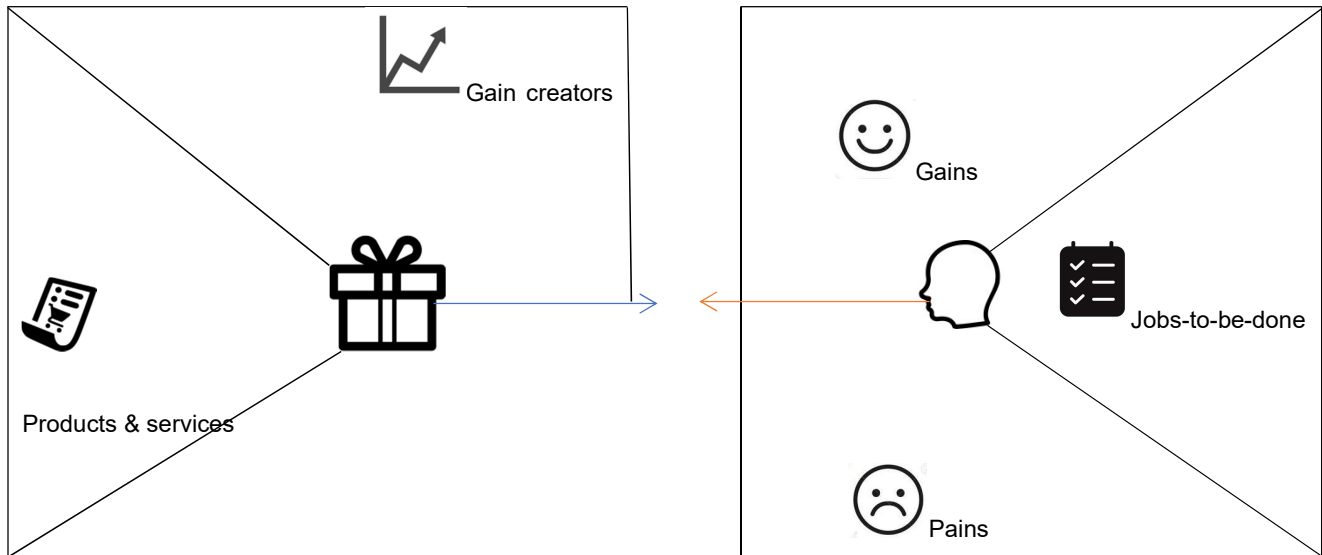 Gain creators
Products & services
Gains
Jobs-to-be-done
Pains